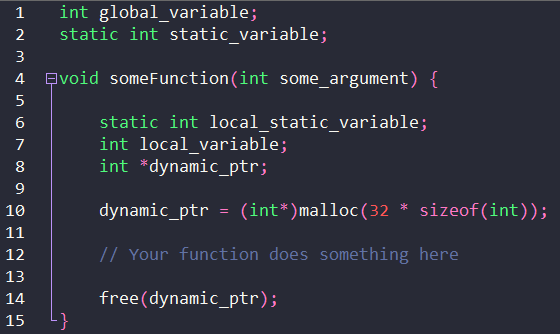 1 int global_variable;
2 static int static_variable;
3
4 void someFunction(int some_argument) {
5
6 static int local_static_variable;
7 int local_variable;
8 int *dynamic_ptr;
9
10 dynamic_ptr = (int*)malloc(32 * sizeof(int));
11
12 // Your function does something here
13
14 free(dynamic_ptr);
15 }